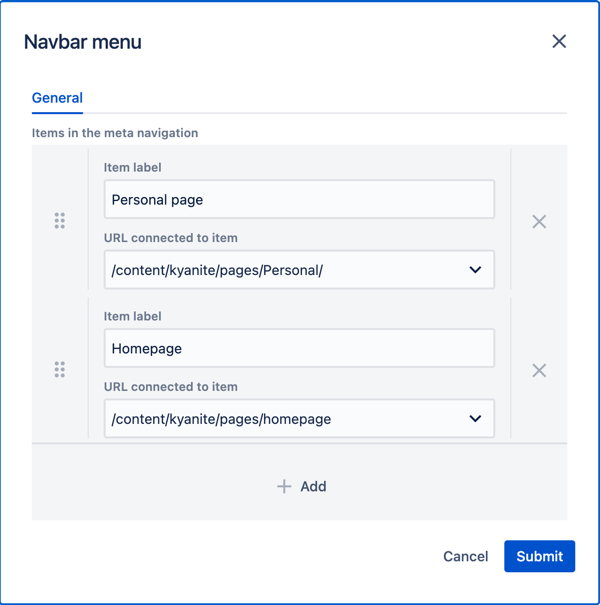 Navbar menu
General
Items in the meta navigation
Item label
Personal page
URL connected to item
/content/kyanite/pages/Personal/
Item label
Homepage
URL connected to item
/content/kyanite/pages/homepage
Add
Cancel
Submit